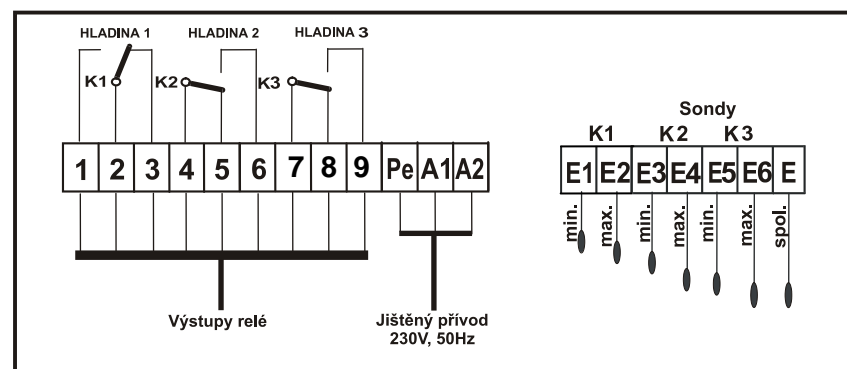 HLADINA 1 HLADINA 2 HLADINA 3
K1 K2 K3
1 2 3 4 5 6 7 8 9 Pe A1 A2
Výstupy relé
Jištěný přívod
230V, 50Hz
Sondy
K1 K2 K3
E1 E2 E3 E4 E5 E6 E
min. max. min. max. min. max. spol.